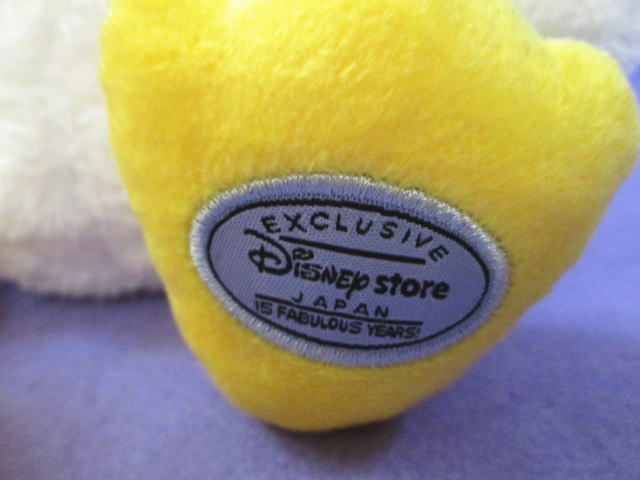 EXCLUSIVE
Disney store
JAPAN
15 FABULOUS YEARS!